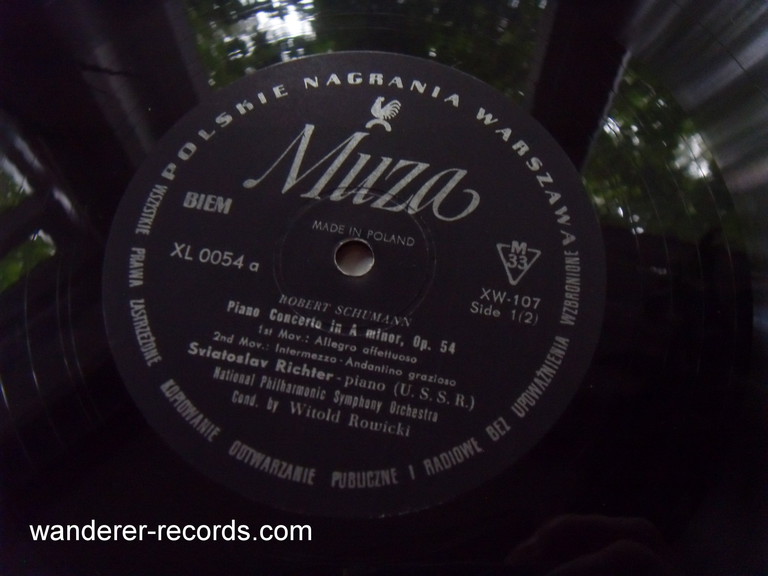 POLSKIE NAGRANIA WARSZAWA
Muza
BIEM
MADE IN POLAND
XL 0054 a
M
33
XW-107
Side 1(2)
ROBERT SCHUMANN
Piano Concerto in A minor, Op. 54
1st Mov.: Allegro affettuoso
2nd Mov.: Intermezzo-Andantino grazioso
Sviatoslav Richter-piano (U. S. S. R.)
National Philharmonic Symphony Orchestra
Cond. by Witold Rowicki
WSZELKIE PRAWA ZASTRZEŻONE KOPIOWANIE ODTWARZANIE PUBLICZNE I RADIOWE BEZ UPOWAŻNIENIA WZBRONIONE
wanderer-records.com